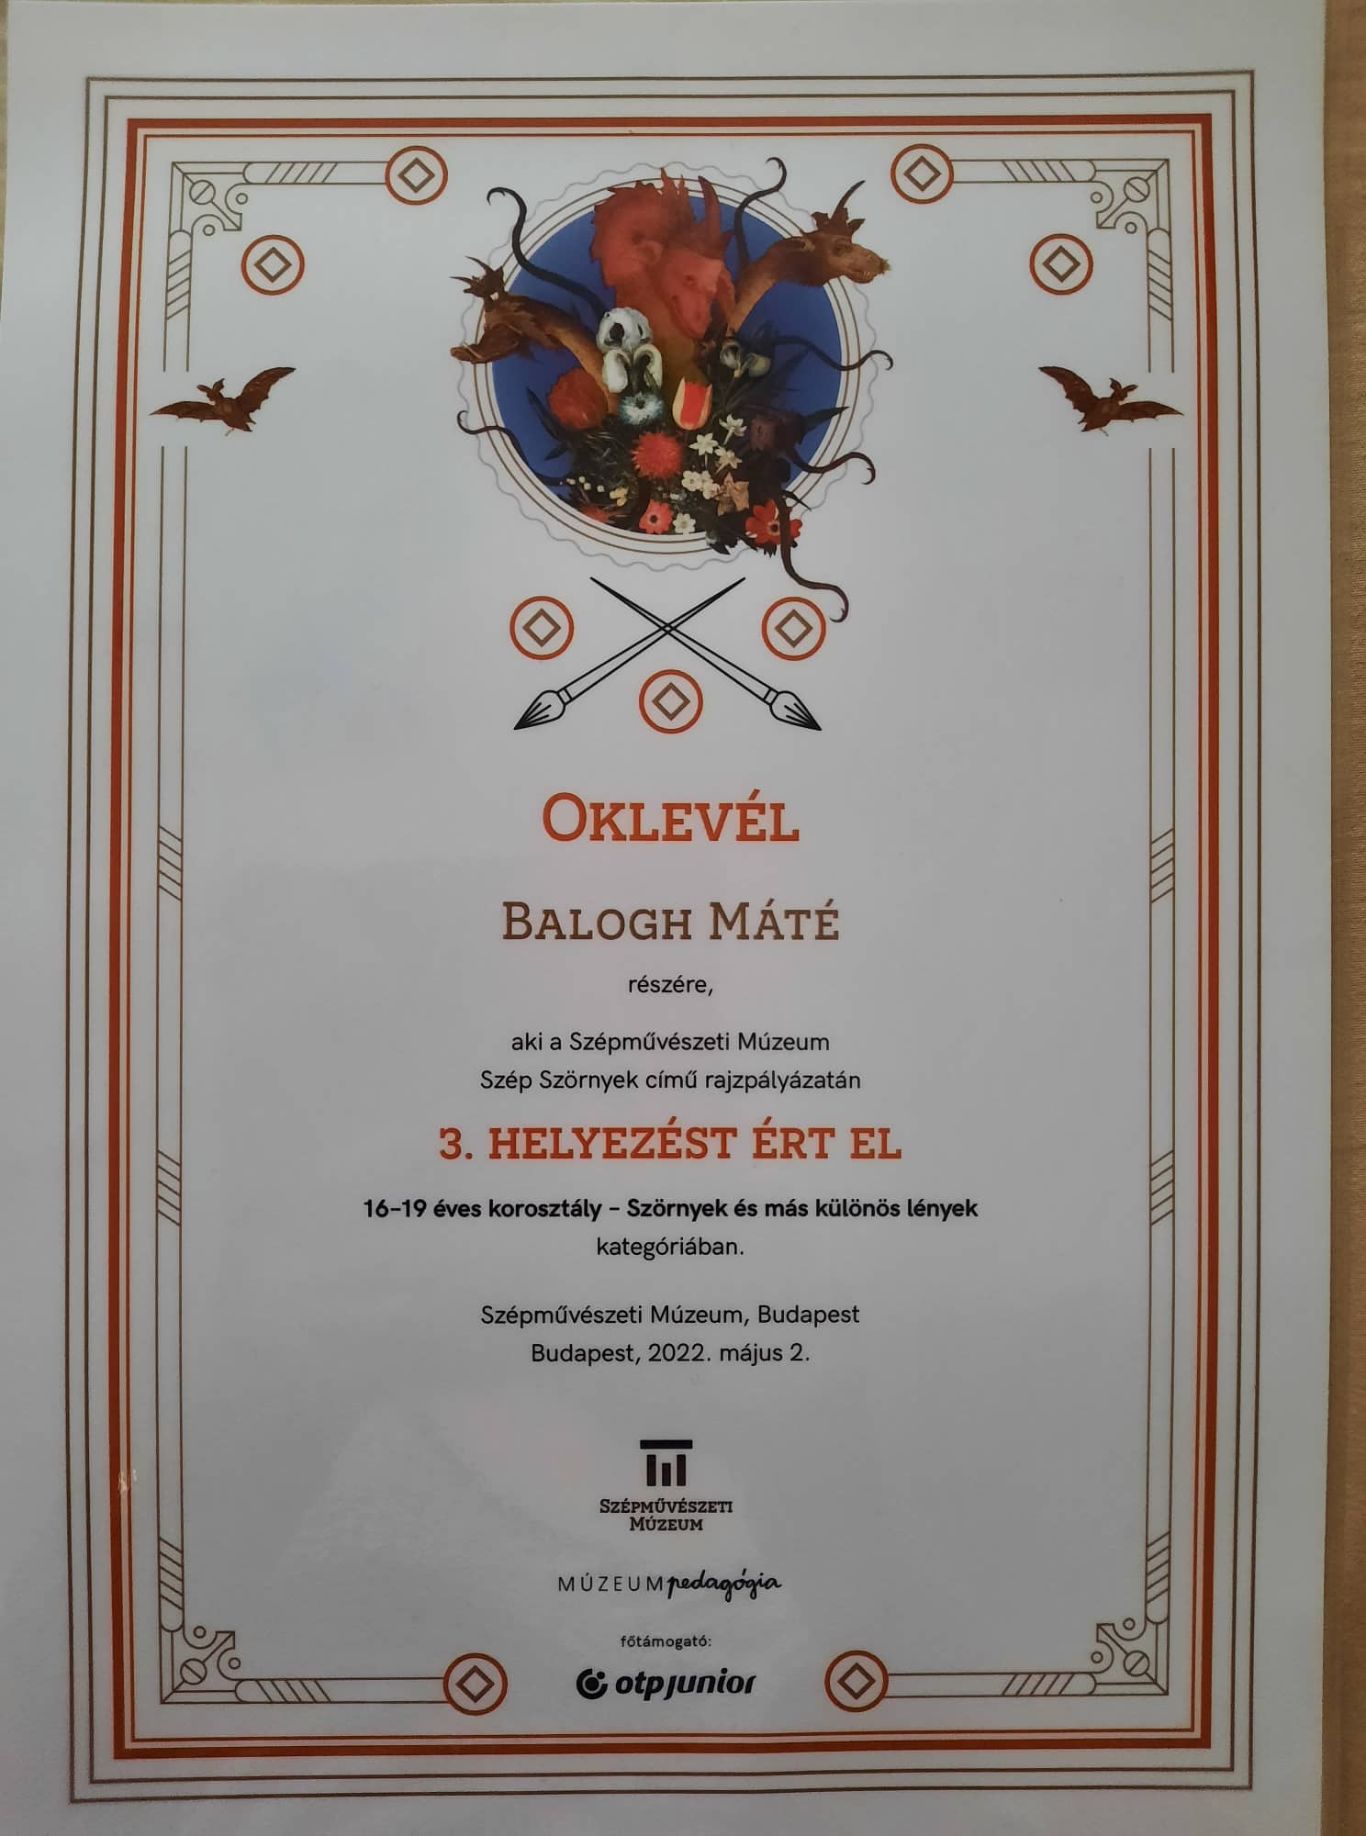 Oklevél
Balogh Máté
részére,
aki a Szépművészeti Múzeum
Szép Szörnyek című rajzpályázatán
3. HELYEZÉST ÉRT EL
16–19 éves korosztály – Szörnyek és más különös lények
kategóriában.
Szépművészeti Múzeum, Budapest
Budapest, 2022. május 2.
Szépművészeti
Múzeum
MÚZEUMpedagógia
főtámogató:
otpjunior